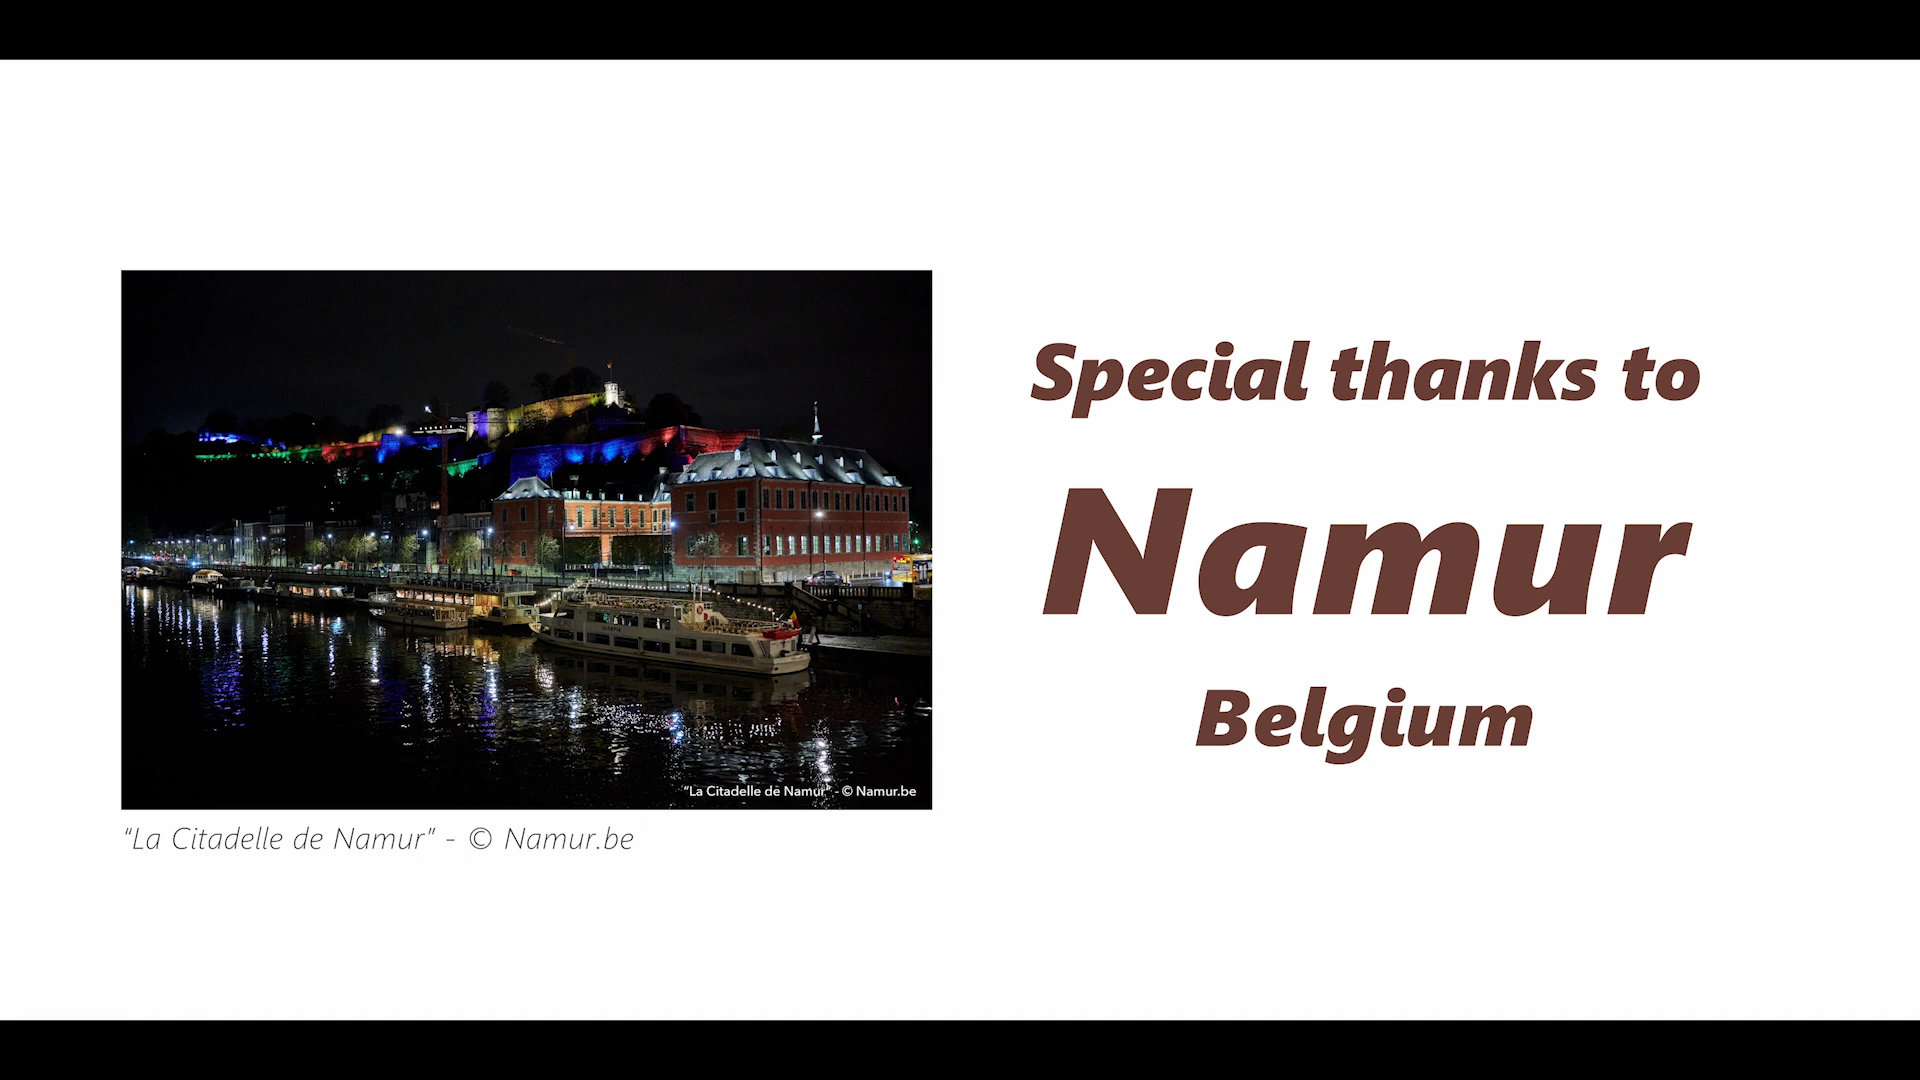 Special thanks to
Namur
Belgium
"La Citadelle de Namur" - © Namur.be
“La Citadelle de Namur” - © Namur.be